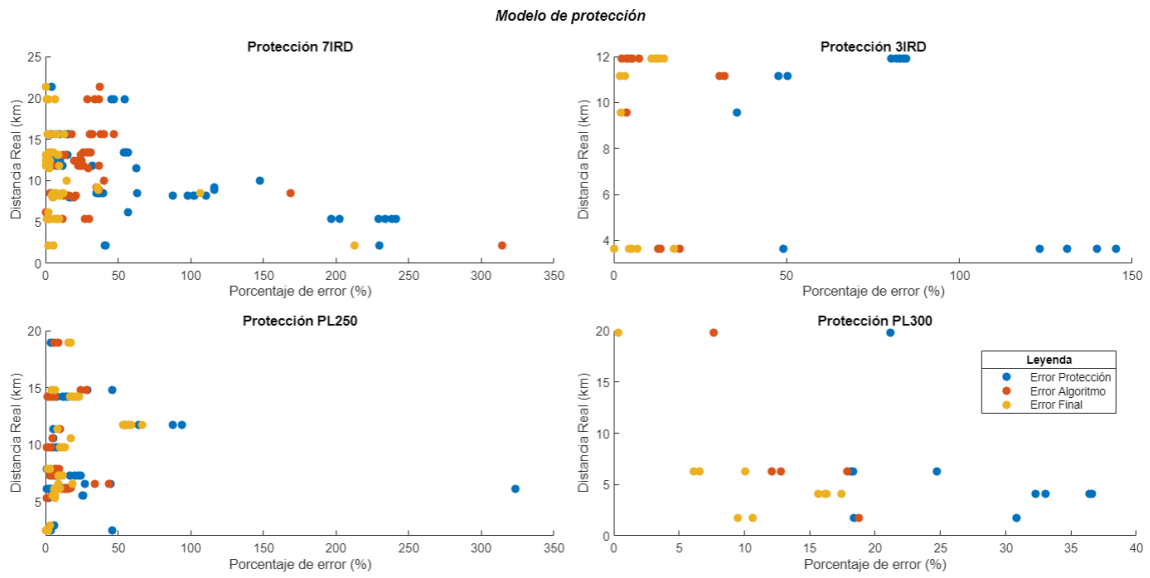 Modelo de protección
Protección 7IRD
25
20
15
10
5
0
Distancia Real (km)
0 50 100 150 200 250 300 350
Porcentaje de error (%)
Protección 3IRD
12
10
8
6
4
Distancia Real (km)
0 50 100 150
Porcentaje de error (%)
Protección PL250
20
15
10
5
Distancia Real (km)
0 50 100 150 200 250 300 350
Porcentaje de error (%)
Protección PL300
20
15
10
5
0
Distancia Real (km)
0 5 10 15 20 25 30 35 40
Porcentaje de error (%)
Leyenda
Error Protección
Error Algoritmo
Error Final